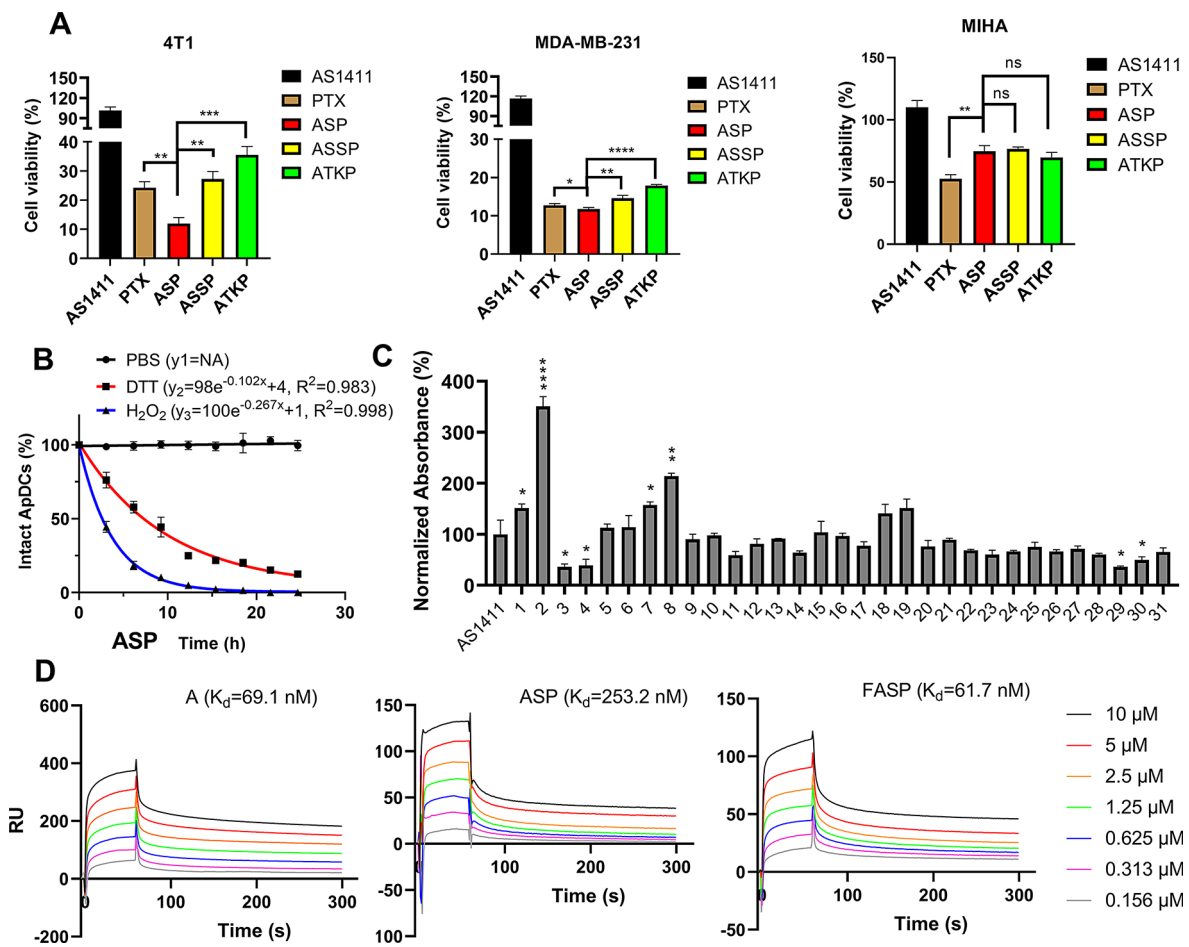 A
4T1
Cell viability (%)
150
120
90
40
30
20
10
0
**
**
***
AS1411
PTX
ASP
ASSP
ATKP
AS1411
PTX
ASP
ASSP
ATKP
MDA-MB-231
Cell viability (%)
150
120
90
30
20
10
0
*
**
****
AS1411
PTX
ASP
ASSP
ATKP
AS1411
PTX
ASP
ASSP
ATKP
MIHA
Cell viability (%)
150
100
50
0
**
ns
ns
AS1411
PTX
ASP
ASSP
ATKP
AS1411
PTX
ASP
ASSP
ATKP
B
PBS (y1=NA)
DTT (y₂=98e^-0.102x+4, R²=0.983)
H₂O₂ (y₃=100e^-0.267x+1, R²=0.998)
Intact ApDCs (%)
100
50
0
0 10 20 30
ASP Time (h)
C
Normalized Absorbance (%)
400
300
200
100
0
* **** * * * ** * *
AS1411 1 2 3 4 5 6 7 8 9 10 11 12 13 14 15 16 17 18 19 20 21 22 23 24 25 26 27 28 29 30 31
D
A (K_d=69.1 nM)
RU
600
400
200
0
-200
0 100 200 300
Time (s)
ASP (K_d=253.2 nM)
150
100
50
0
-50
-100
100 200 300
Time (s)
FASP (K_d=61.7 nM)
150
100
50
0
-50
0 100 200 300
Time (s)
10 µM
5 µM
2.5 µM
1.25 µM
0.625 µM
0.313 µM
0.156 µM